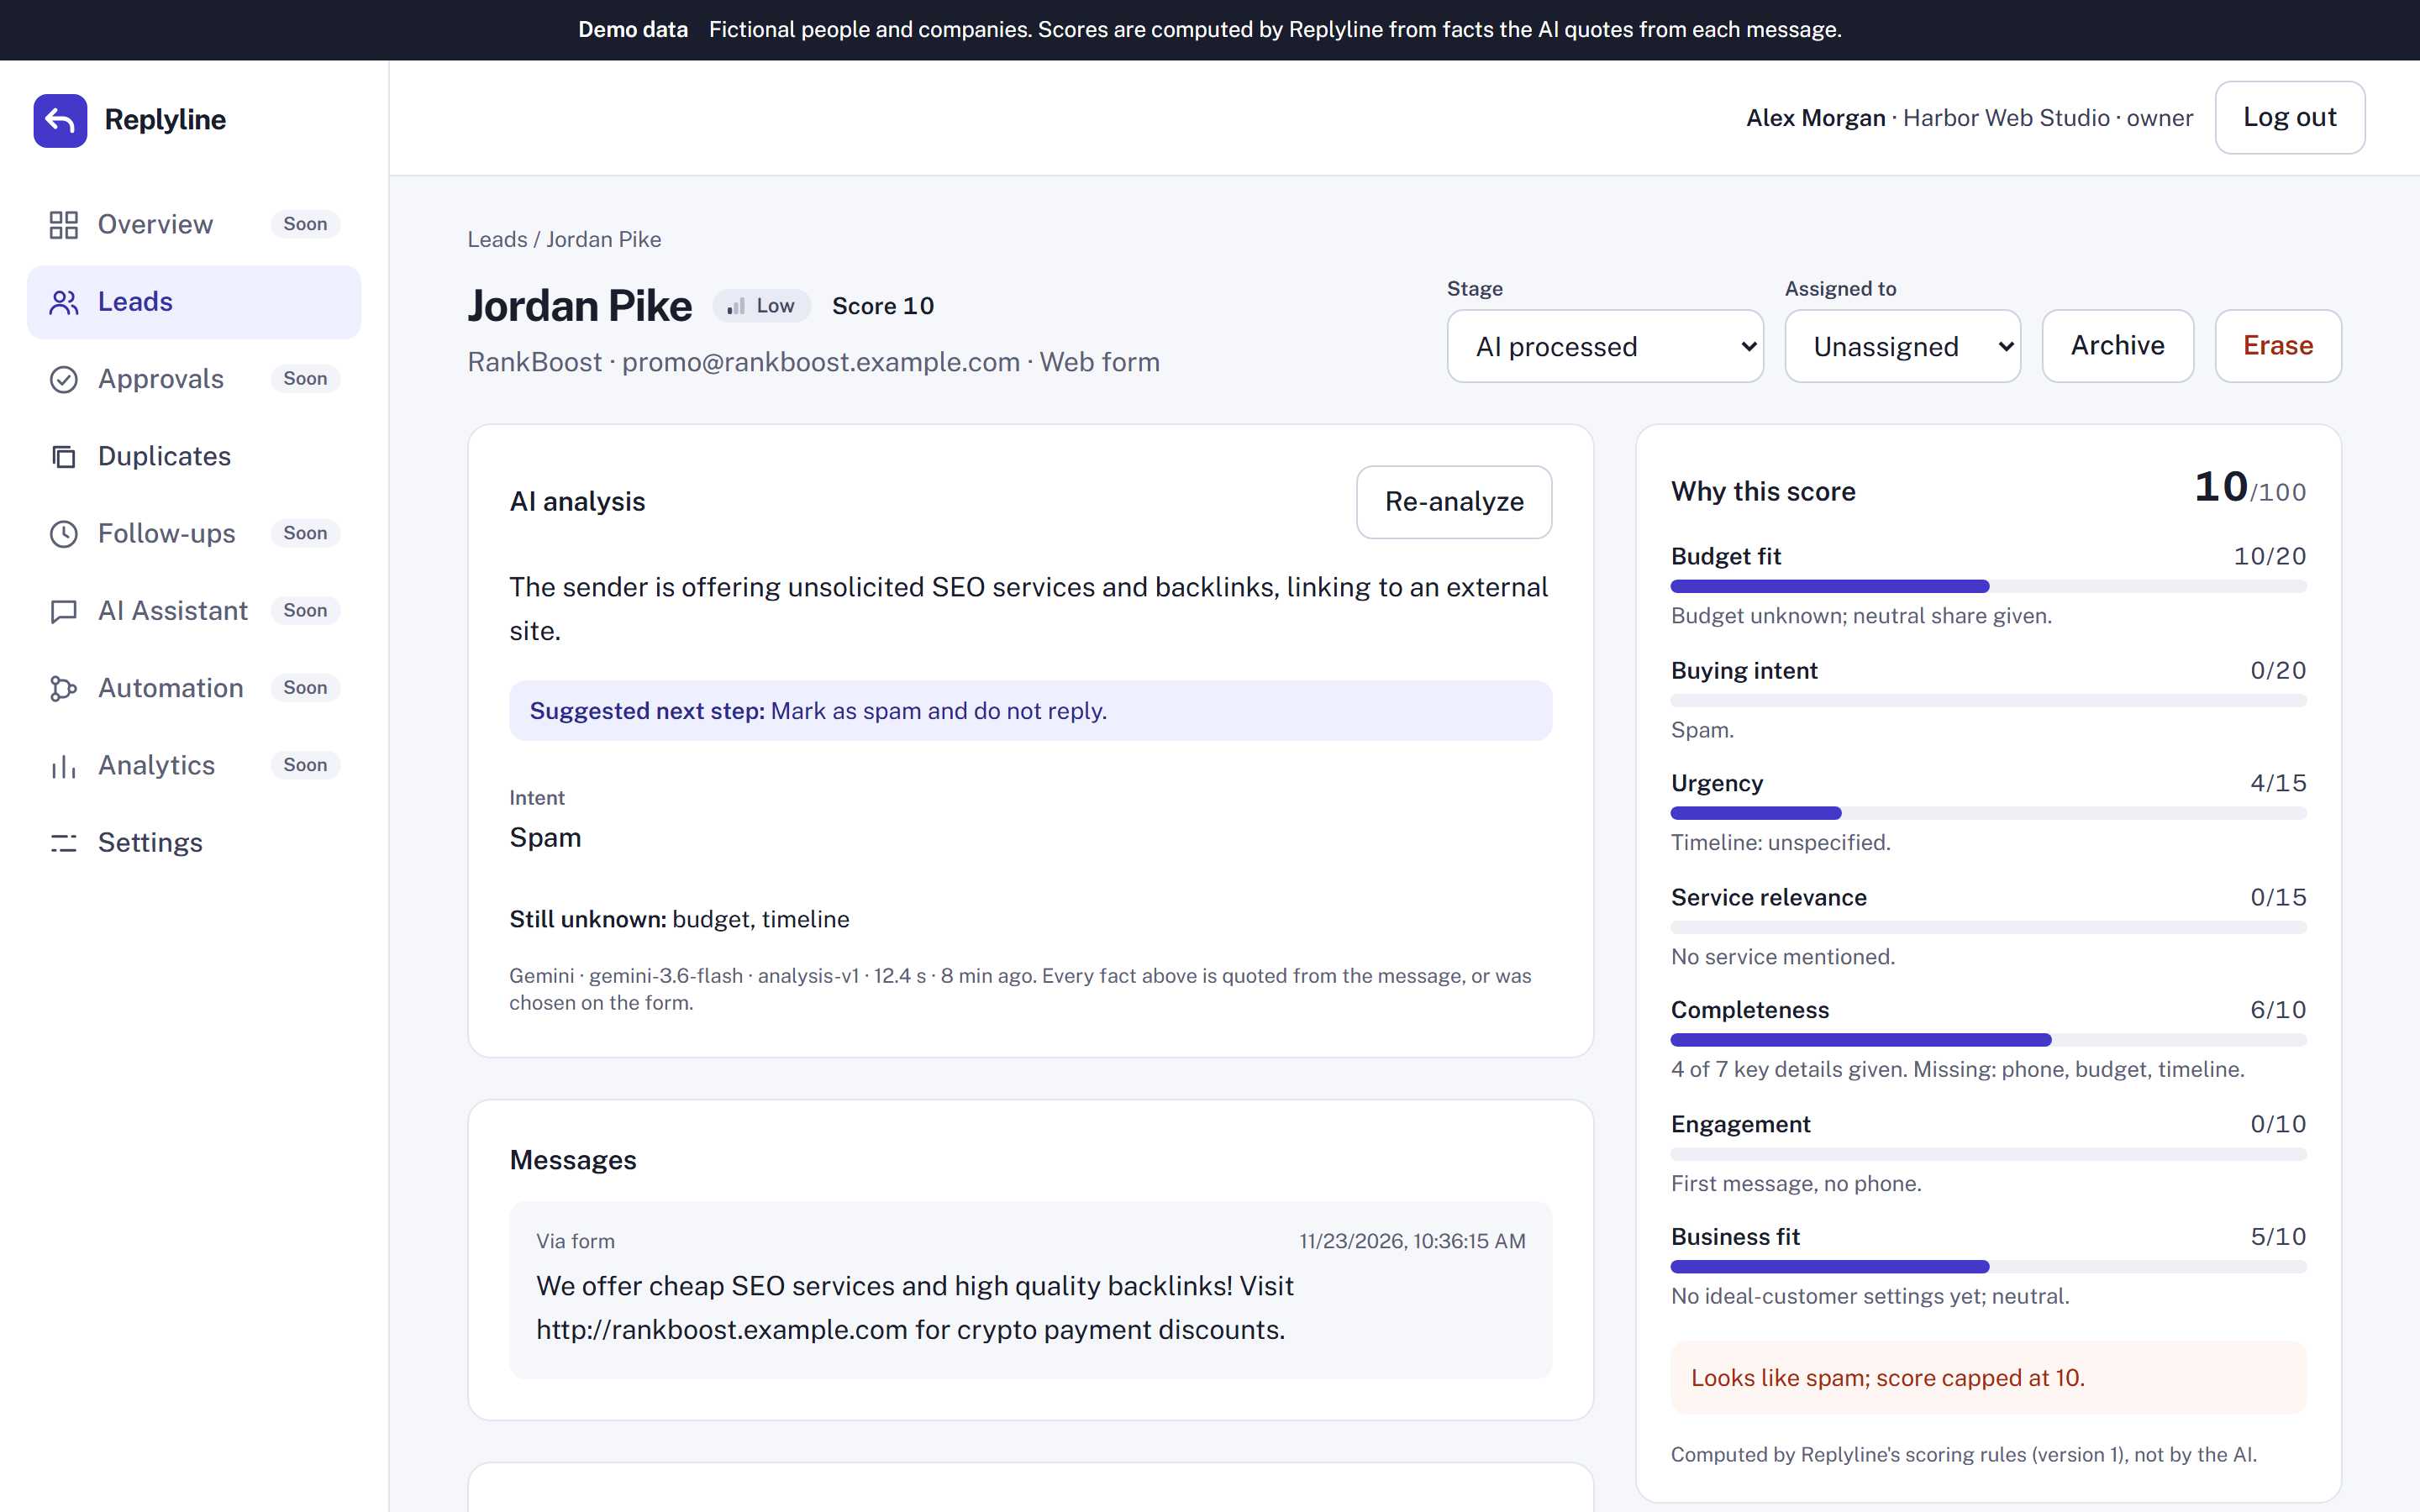 Demo data Fictional people and companies. Scores are computed by Replyline from facts the AI quotes from each message.
Replyline
Alex Morgan · Harbor Web Studio · owner
Log out
Overview Soon
Leads
Approvals Soon
Duplicates
Follow-ups Soon
AI Assistant Soon
Automation Soon
Analytics Soon
Settings
Leads / Jordan Pike
Jordan Pike Low Score 10
RankBoost · promo@rankboost.example.com · Web form
Stage
AI processed
Assigned to
Unassigned
Archive
Erase
AI analysis
Re-analyze
The sender is offering unsolicited SEO services and backlinks, linking to an external
site.
Suggested next step: Mark as spam and do not reply.
Intent
Spam
Still unknown: budget, timeline
Gemini · gemini-3.6-flash · analysis-v1 · 12.4 s · 8 min ago. Every fact above is quoted from the message, or was
chosen on the form.
Messages
Via form 11/23/2026, 10:36:15 AM
We offer cheap SEO services and high quality backlinks! Visit
http://rankboost.example.com for crypto payment discounts.
Why this score 10/100
Budget fit 10/20
Budget unknown; neutral share given.
Buying intent 0/20
Spam.
Urgency 4/15
Timeline: unspecified.
Service relevance 0/15
No service mentioned.
Completeness 6/10
4 of 7 key details given. Missing: phone, budget, timeline.
Engagement 0/10
First message, no phone.
Business fit 5/10
No ideal-customer settings yet; neutral.
Looks like spam; score capped at 10.
Computed by Replyline's scoring rules (version 1), not by the AI.